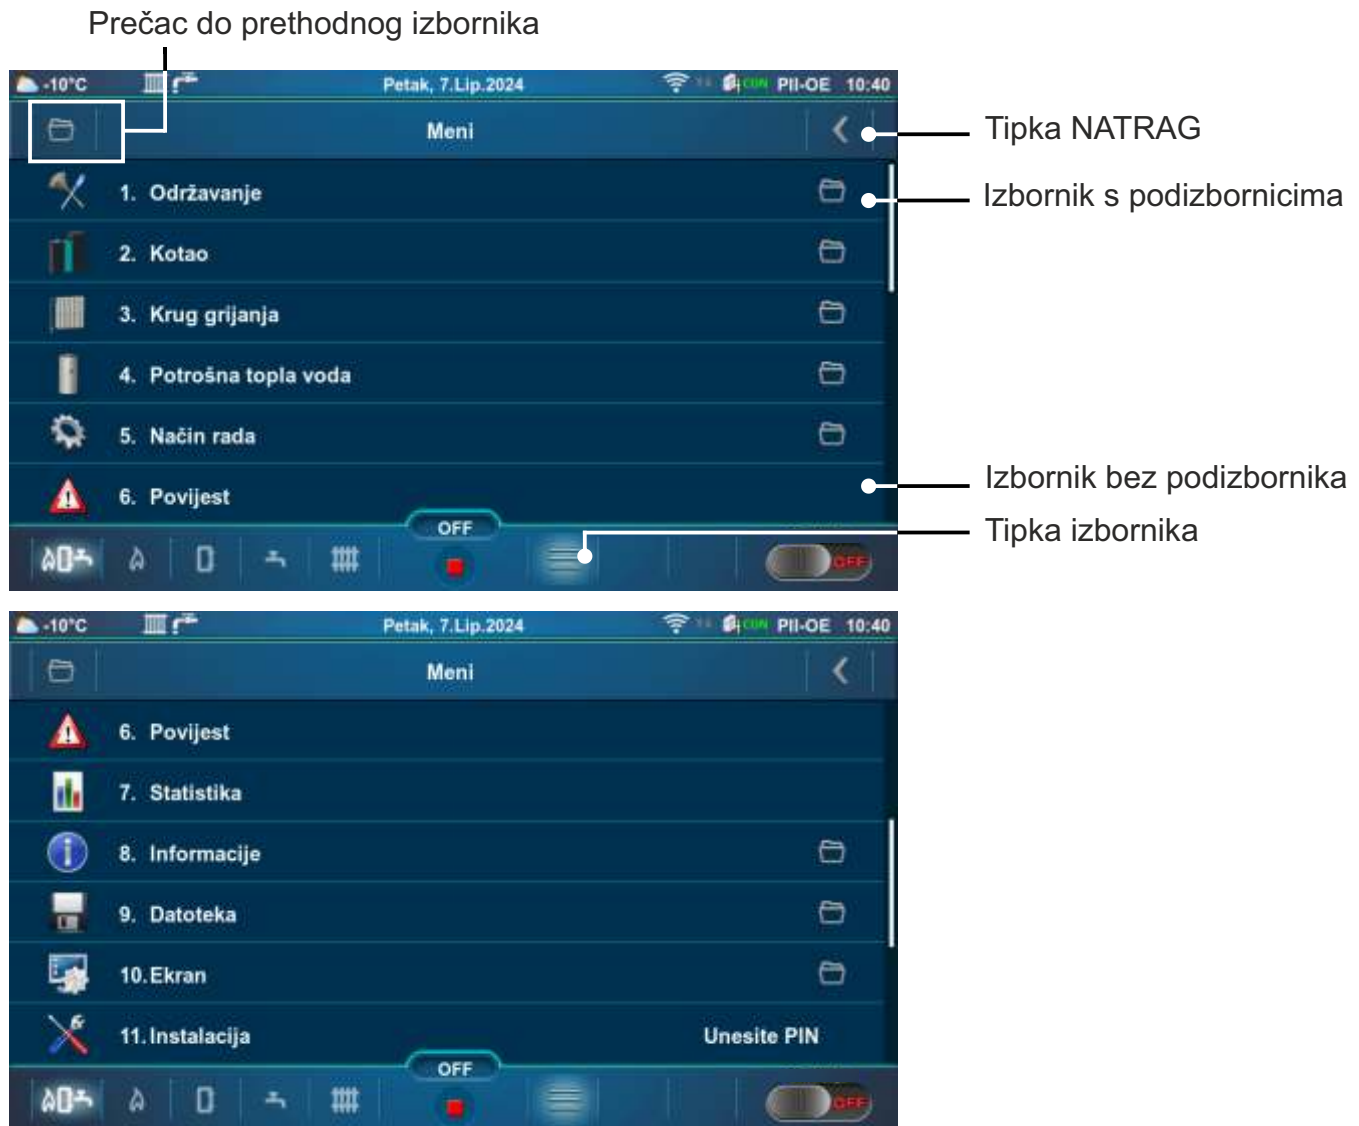 Prečac do prethodnog izbornika
-10°C Petak, 7.Lip.2024 CON PII-OE 10:40
Meni
Tipka NATRAG
1. Održavanje
Izbornik s podizbornicima
2. Kotao
3. Krug grijanja
4. Potrošna topla voda
5. Način rada
6. Povijest
Izbornik bez podizbornika
OFF
Tipka izbornika
OFF
-10°C Petak, 7.Lip.2024 CON PII-OE 10:40
Meni
6. Povijest
7. Statistika
8. Informacije
9. Datoteka
10. Ekran
11. Instalacija Unesite PIN
OFF
OFF